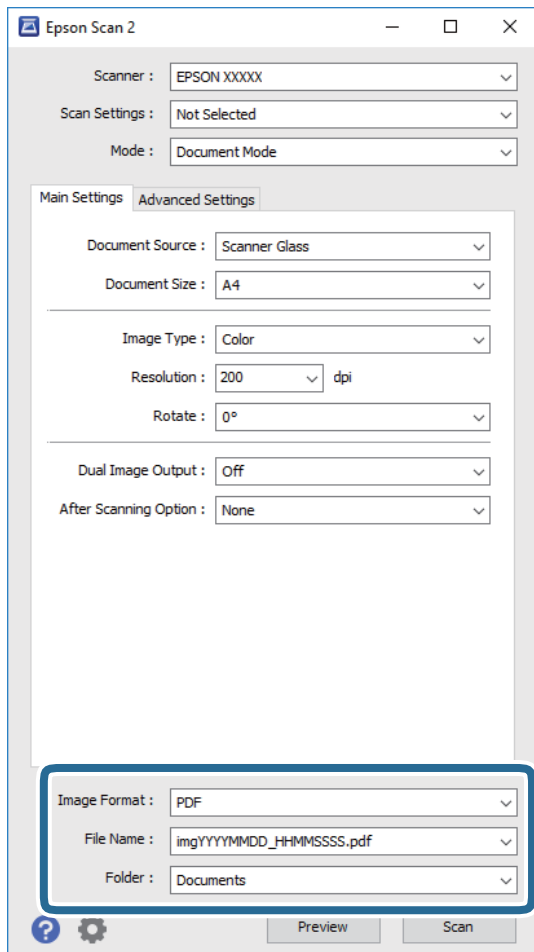 Epson Scan 2
Scanner : EPSON XXXXX
Scan Settings : Not Selected
Mode : Document Mode
Main Settings Advanced Settings
Document Source : Scanner Glass
Document Size : A4
Image Type : Color
Resolution : 200 dpi
Rotate : 0°
Dual Image Output : Off
After Scanning Option : None
Image Format : PDF
File Name : imgYYYYMMDD_HHMMSSSS.pdf
Folder : Documents
? Preview Scan